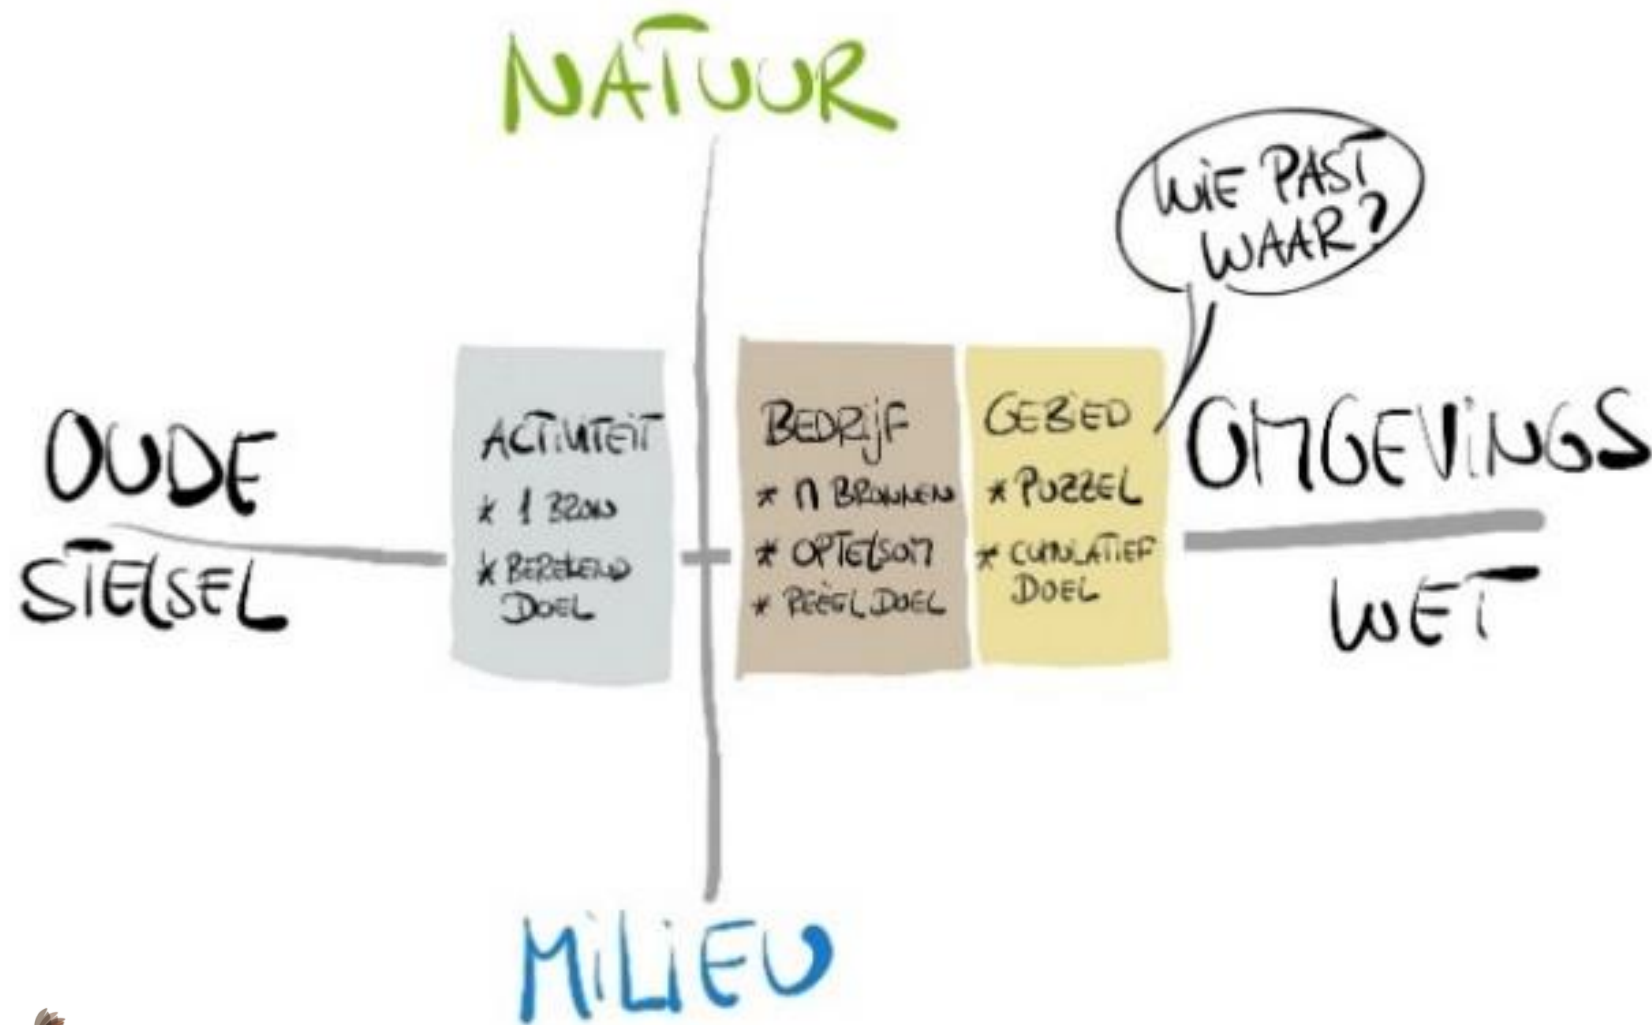 NATUUR
WIE PAST
WAAR?
OUDE
STELSEL
ACTIVITEIT
* 1 BRON
* BEREKEND
DOEL
BEDRIJF
* n BRONNEN
* OPTELSOM
* REËEL DOEL
GEBIED
* PUZZEL
* CUMULATIEF
DOEL
OMGEVINGS
WET
MILIEU